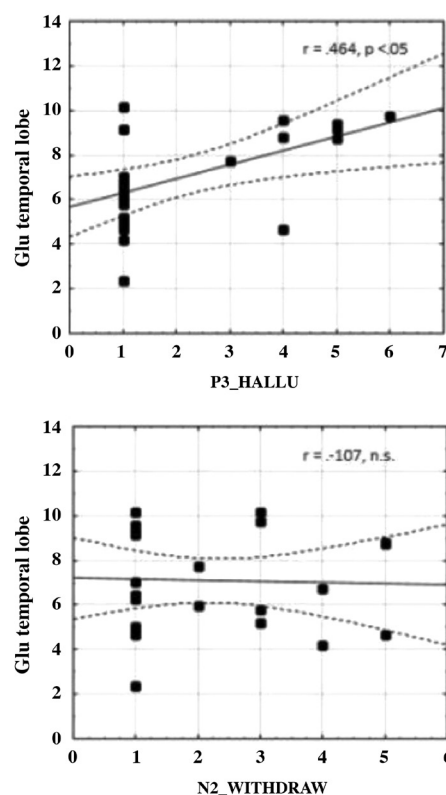 14
r = .464, p <.05
12
10
8
6
4
2
0
Glu temporal lobe
0 1 2 3 4 5 6 7
P3_HALLU
14
r = .-107, n.s.
12
10
8
6
4
2
0
Glu temporal lobe
0 1 2 3 4 5 6
N2_WITHDRAW